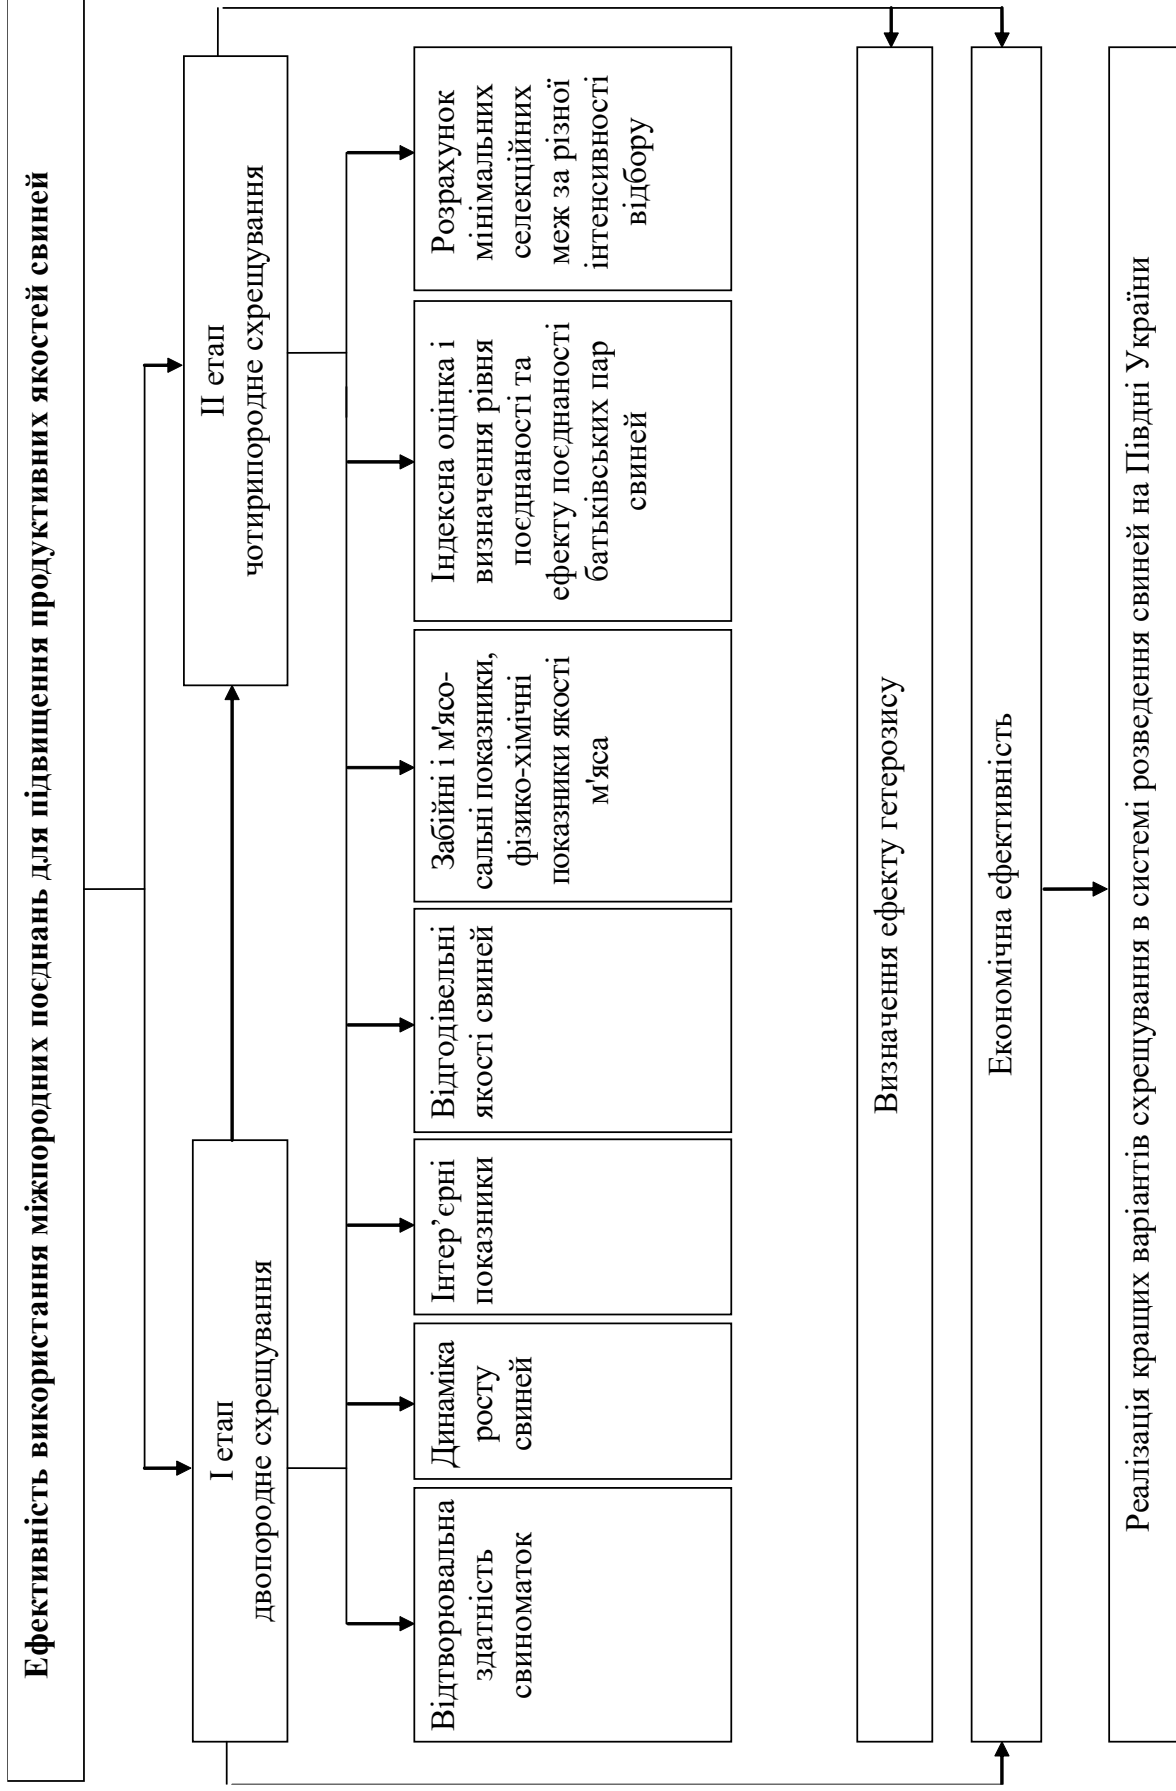 Ефективність використання міжпородних поєднань для підвищення продуктивних якостей свиней
І етап
двопородне схрещування
ІІ етап
чотирипородне схрещування
Відтворювальна
здатність
свиноматок
Динаміка
росту
свиней
Інтер’єрні
показники
Відгодівельні
якості свиней
Забійні і м'ясо-
сальні показники,
фізико-хімічні
показники якості
м'яса
Індексна оцінка і
визначення рівня
поєднаності та
ефекту поєднаності
батьківських пар
свиней
Розрахунок
мінімальних
селекційних
меж за різної
інтенсивності
відбору
Визначення ефекту гетерозису
Економічна ефективність
Реалізація кращих варіантів схрещування в системі розведення свиней на Півдні України